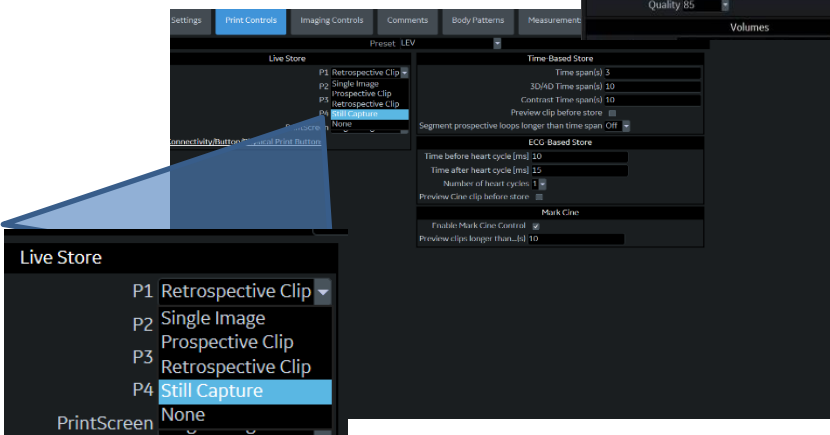 Quality 85
Volumes
Settings Print Controls Imaging Controls Comments Body Patterns Measurement
Preset LEV
Live Store
P1 Retrospective Clip
Single Image
P2
Prospective Clip
P3 Retrospective Clip
P4 Still Capture
None
Connectivity/Button/
Print Button
Time-Based Store
Time span(s) 3
3D/4D Time span(s) 10
Contrast Time span(s) 10
Preview clip before store
Segment prospective loops longer than time span Off
ECG-Based Store
Time before heart cycle [ms] 10
Time after heart cycle [ms] 15
Number of heart cycles 1
Preview Cine clip before store
Mark Cine
Enable Mark Cine Control
Preview clips longer than...(s) 10
Live Store
P1 Retrospective Clip
P2 Single Image
Prospective Clip
P3 Retrospective Clip
P4 Still Capture
PrintScreen None